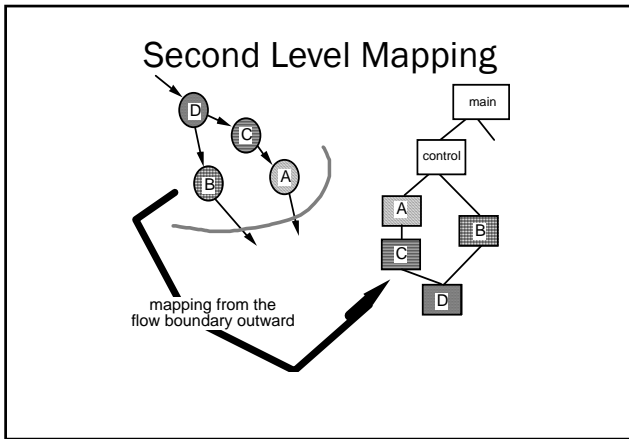 Second Level Mapping
D
C
B
A
mapping from the
flow boundary outward
main
control
A
B
C
D